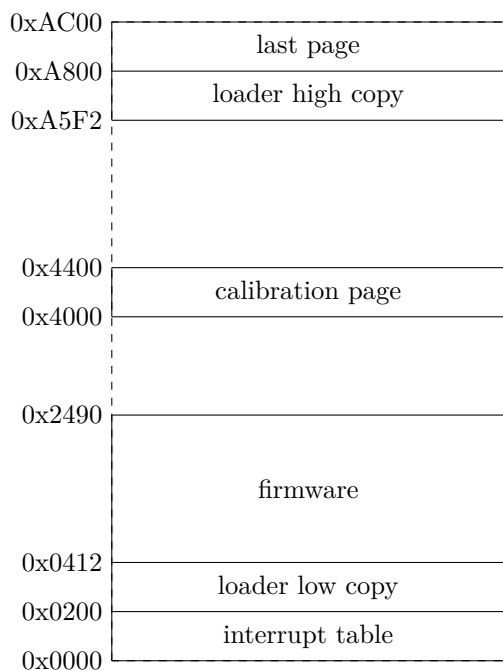 0xAC00
last page
0xA800
loader high copy
0xA5F2
0x4400
calibration page
0x4000
0x2490
firmware
0x0412
loader low copy
0x0200
interrupt table
0x0000